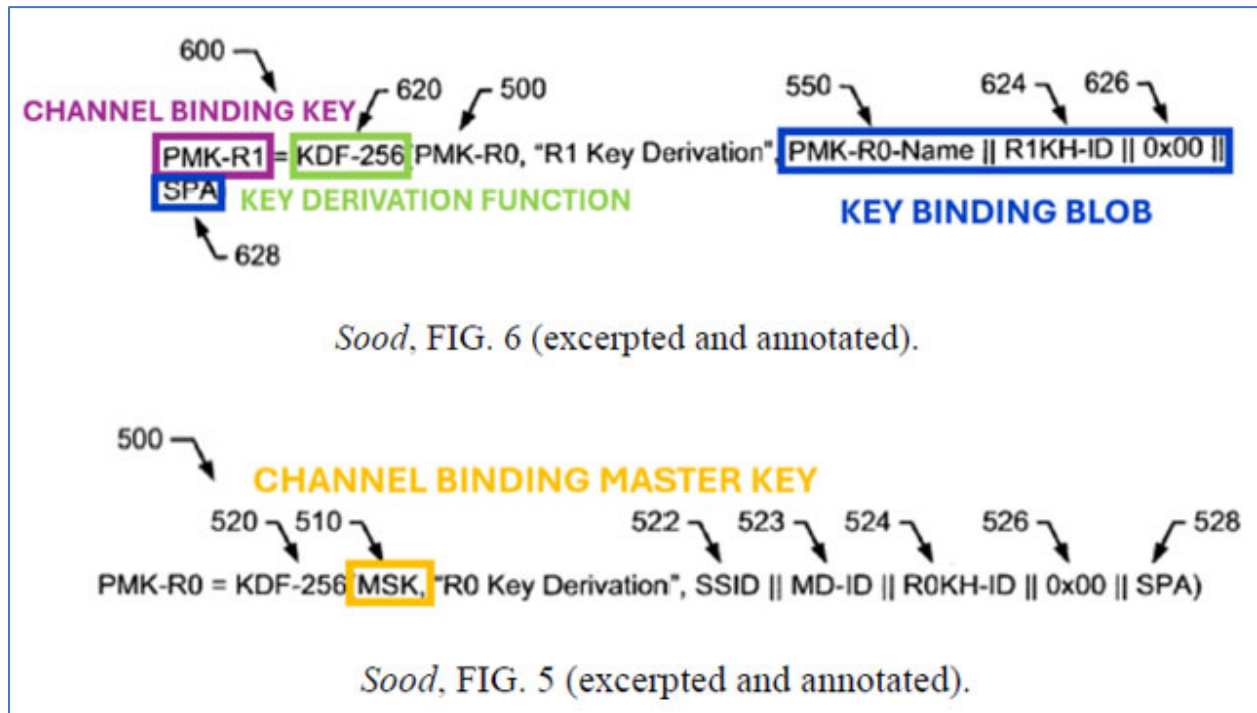 600
CHANNEL BINDING KEY
620
500
550
624
626
PMK-R1 = KDF-256(PMK-R0, "R1 Key Derivation", PMK-R0-Name || R1KH-ID || 0x00 ||
SPA
KEY DERIVATION FUNCTION
KEY BINDING BLOB
628
Sood, FIG. 6 (excerpted and annotated).
500
CHANNEL BINDING MASTER KEY
520
510
522
523
524
526
528
PMK-R0 = KDF-256(MSK, "R0 Key Derivation", SSID || MD-ID || R0KH-ID || 0x00 || SPA)
Sood, FIG. 5 (excerpted and annotated).